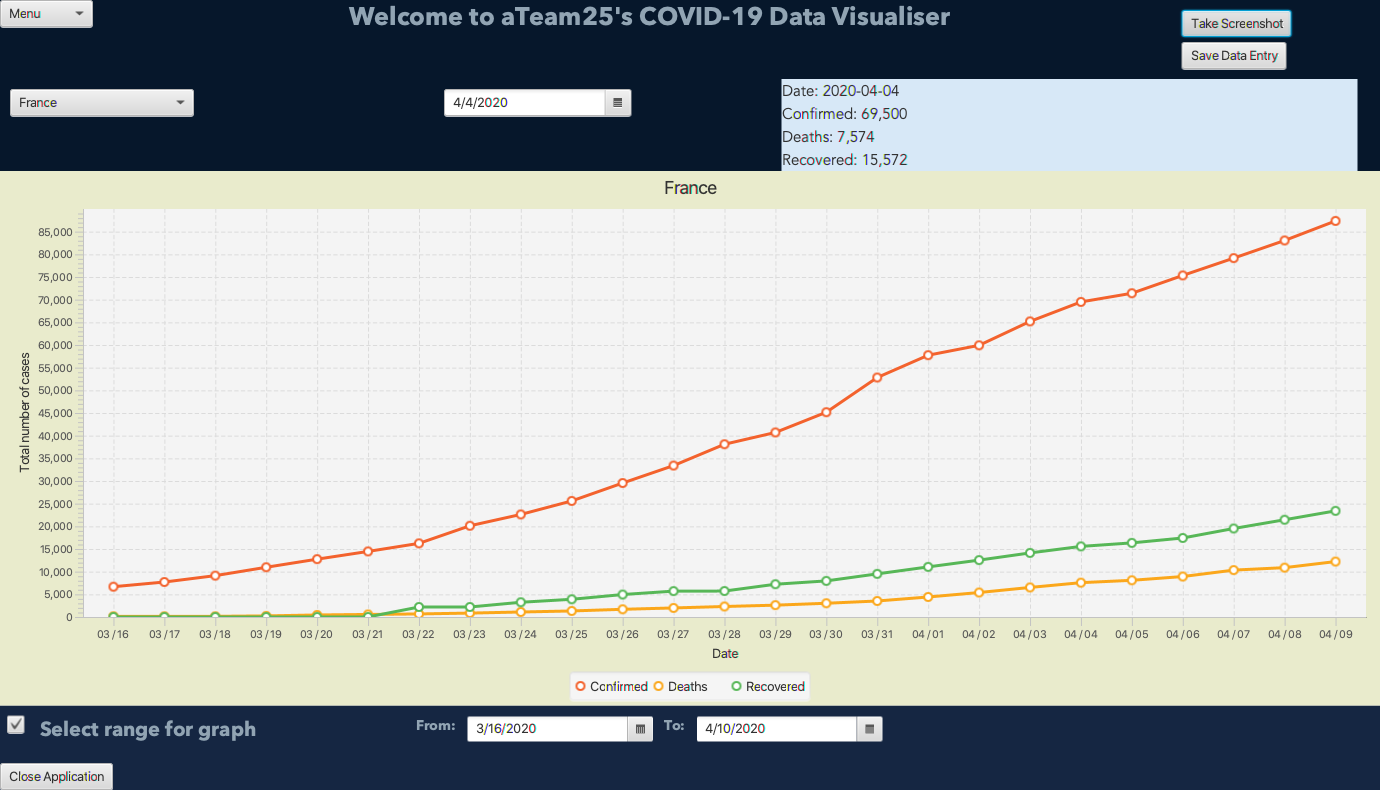 Menu
Welcome to aTeam25's COVID-19 Data Visualiser
Take Screenshot
Save Data Entry
France
4/4/2020
Date: 2020-04-04
Confirmed: 69,500
Deaths: 7,574
Recovered: 15,572
France
Total number of cases
85,000
80,000
75,000
70,000
65,000
60,000
55,000
50,000
45,000
40,000
35,000
30,000
25,000
20,000
15,000
10,000
5,000
0
03/16 03/17 03/18 03/19 03/20 03/21 03/22 03/23 03/24 03/25 03/26 03/27 03/28 03/29 03/30 03/31 04/01 04/02 04/03 04/04 04/05 04/06 04/07 04/08 04/09
Date
Confirmed Deaths Recovered
Select range for graph
From: 3/16/2020 To: 4/10/2020
Close Application